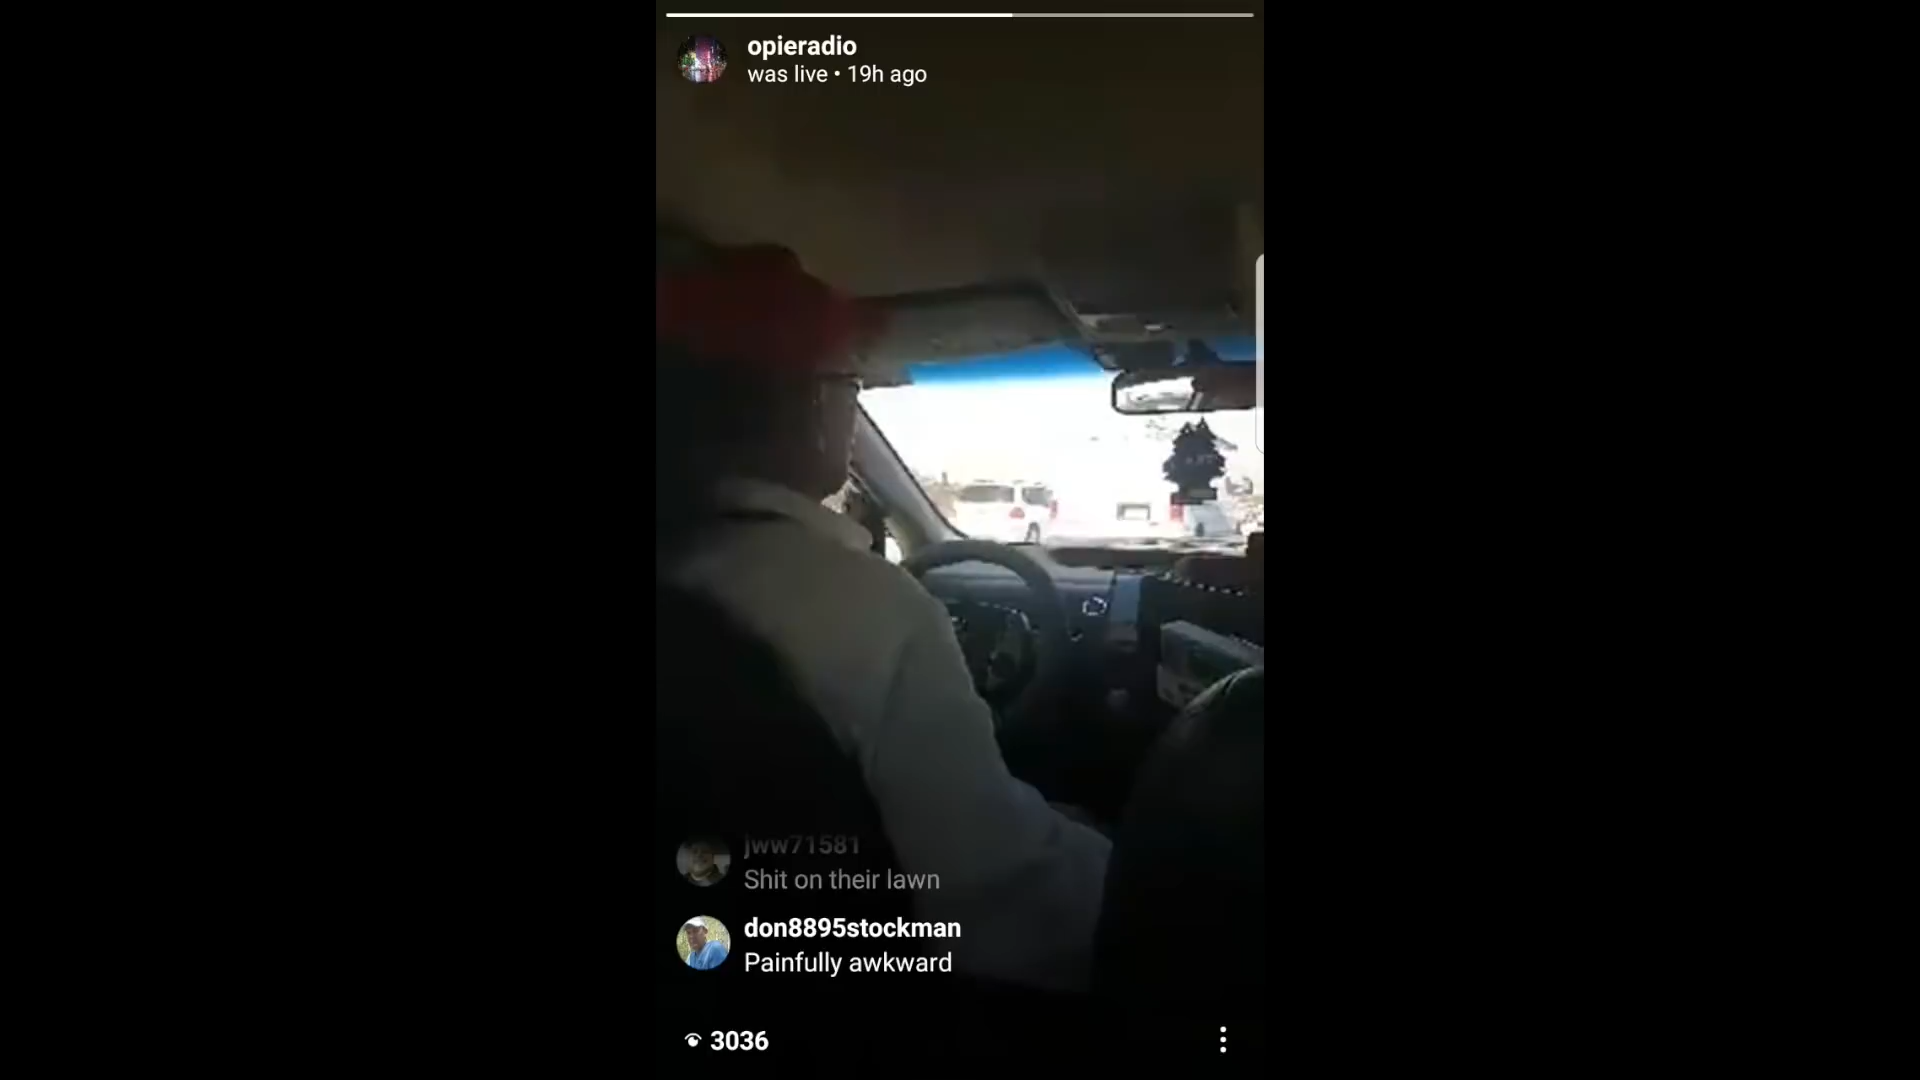 opieradio
was live • 19h ago
jww71581
Shit on their lawn
don8895stockman
Painfully awkward
3036